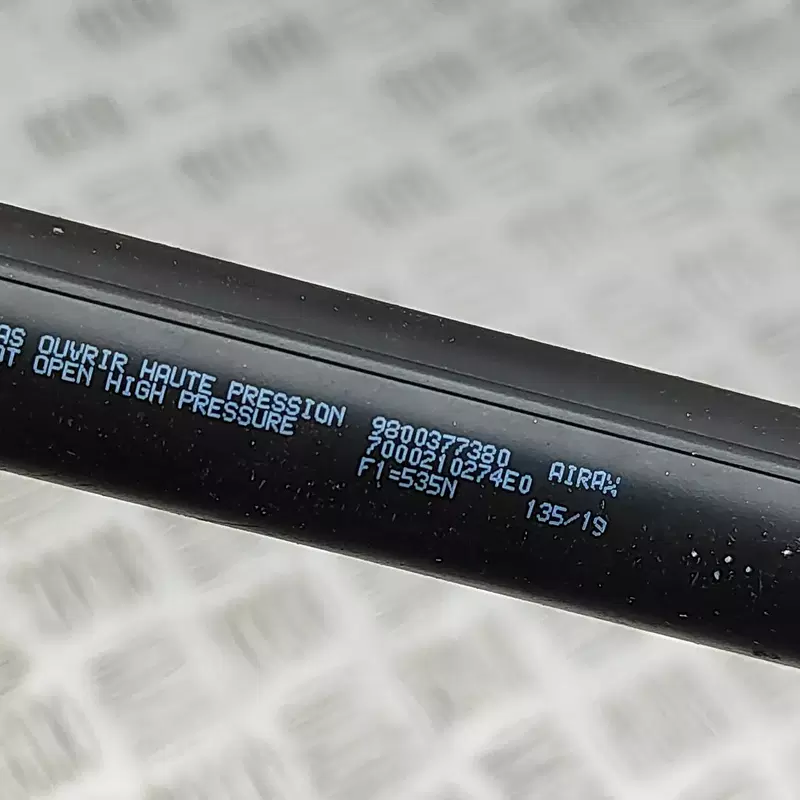 AS OUVRIR HAUTE PRESSION 9800377380 AIRAX
OT OPEN HIGH PRESSURE 7000210274E0
F1=535N 135/19